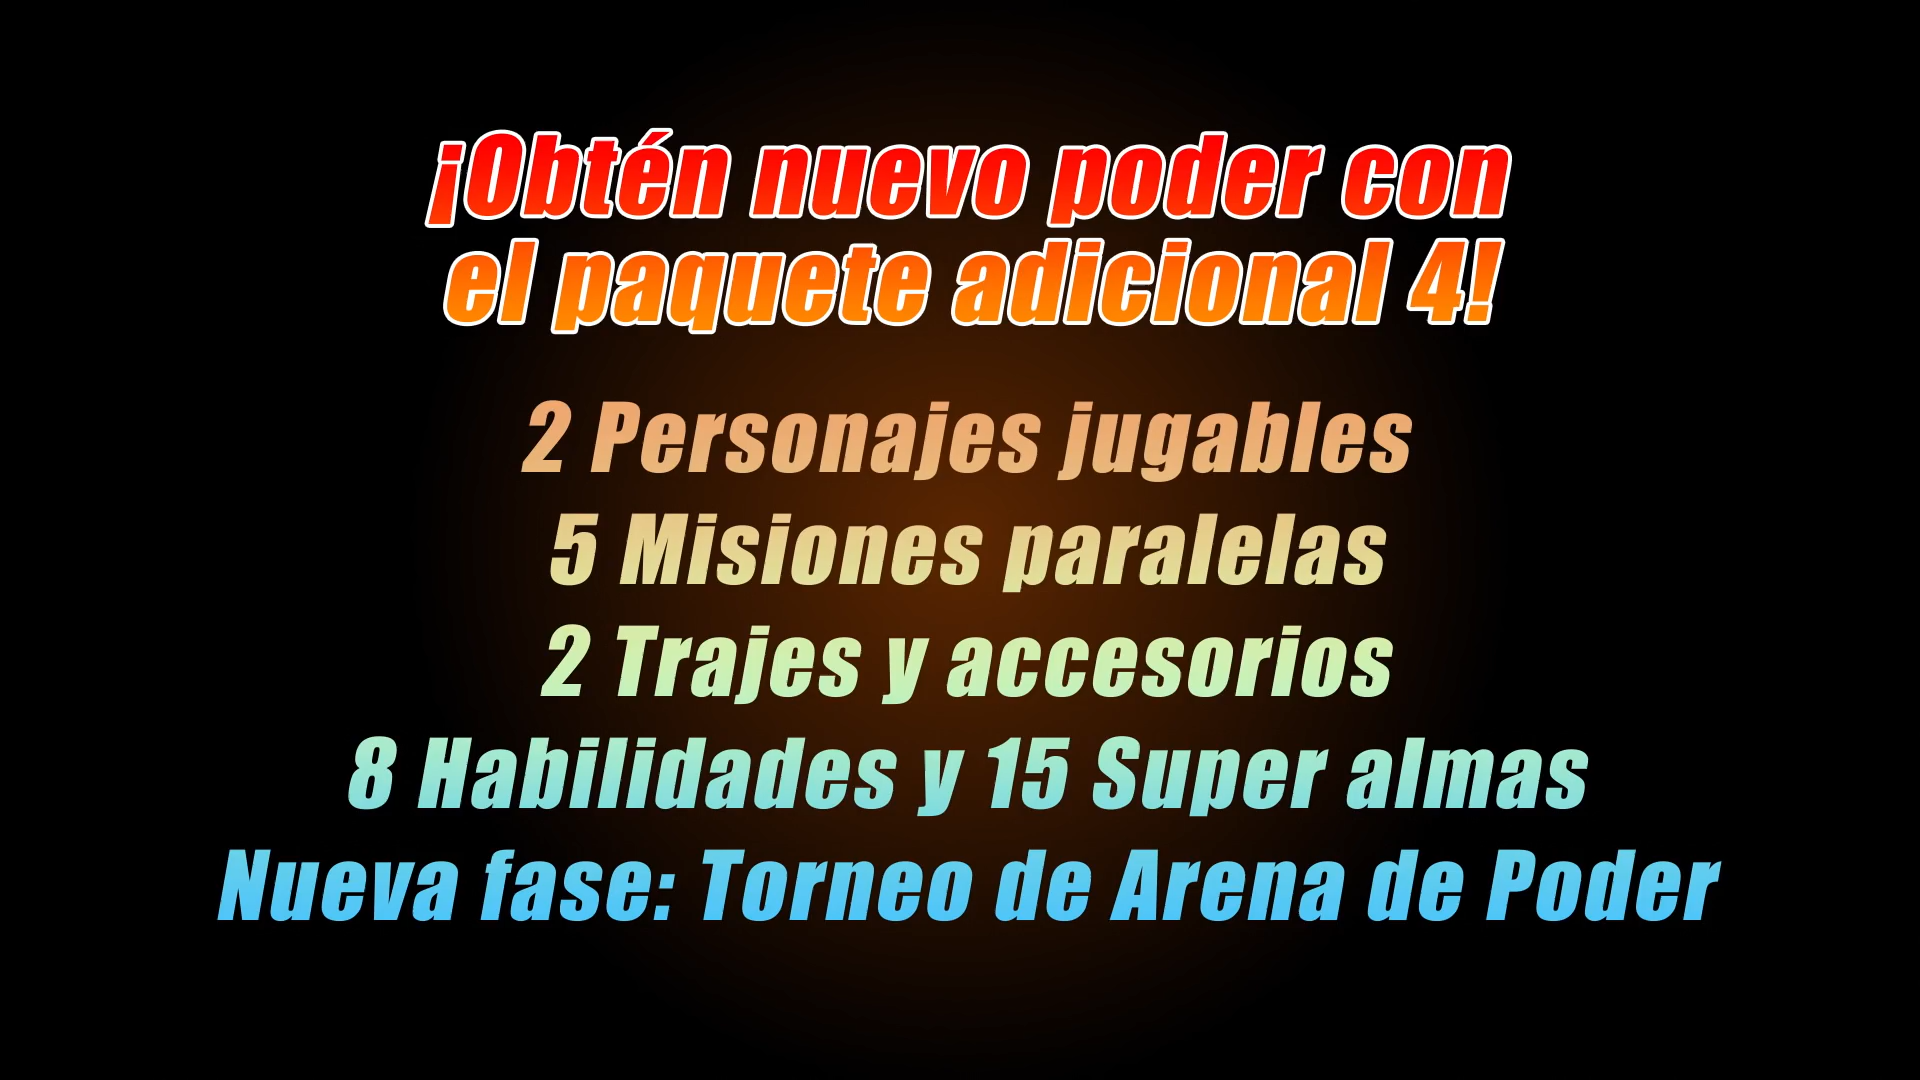 ¡Obtén nuevo poder con
el paquete adicional 4!
2 Personajes jugables
5 Misiones paralelas
2 Trajes y accesorios
8 Habilidades y 15 Super almas
Nueva fase: Torneo de Arena de Poder